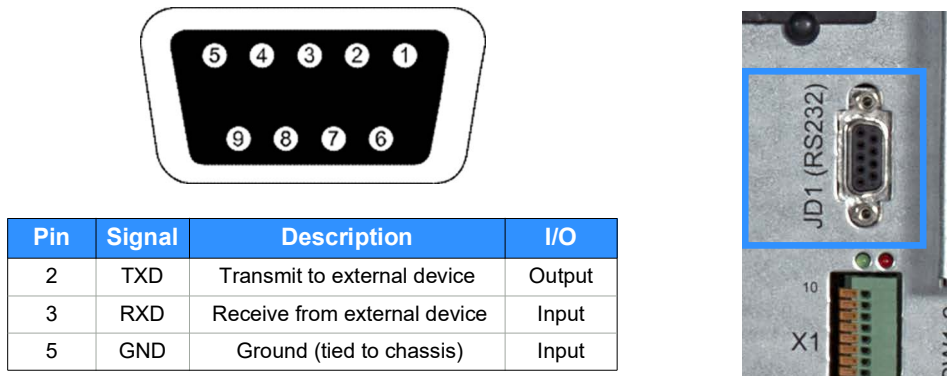 5 4 3 2 1
9 8 7 6
Pin Signal Description I/O
2 TXD Transmit to external device Output
3 RXD Receive from external device Input
5 GND Ground (tied to chassis) Input
JD1 (RS232)
10
X1